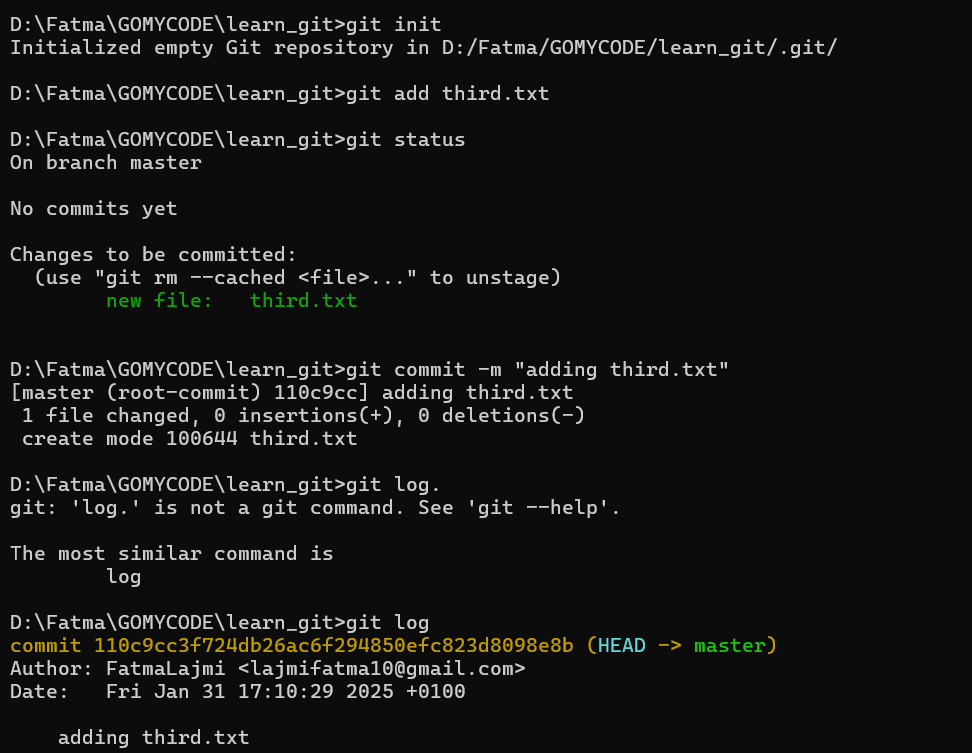 D:\Fatma\GOMYCODE\learn_git>git init
Initialized empty Git repository in D:/Fatma/GOMYCODE/learn_git/.git/

D:\Fatma\GOMYCODE\learn_git>git add third.txt

D:\Fatma\GOMYCODE\learn_git>git status
On branch master

No commits yet

Changes to be committed:
  (use "git rm --cached <file>..." to unstage)
        new file:   third.txt


D:\Fatma\GOMYCODE\learn_git>git commit -m "adding third.txt"
[master (root-commit) 110c9cc] adding third.txt
 1 file changed, 0 insertions(+), 0 deletions(-)
 create mode 100644 third.txt

D:\Fatma\GOMYCODE\learn_git>git log.
git: 'log.' is not a git command. See 'git --help'.

The most similar command is
        log

D:\Fatma\GOMYCODE\learn_git>git log
commit 110c9cc3f724db26ac6f294850efc823d8098e8b (HEAD -> master)
Author: FatmaLajmi <lajmifatma10@gmail.com>
Date:   Fri Jan 31 17:10:29 2025 +0100

    adding third.txt